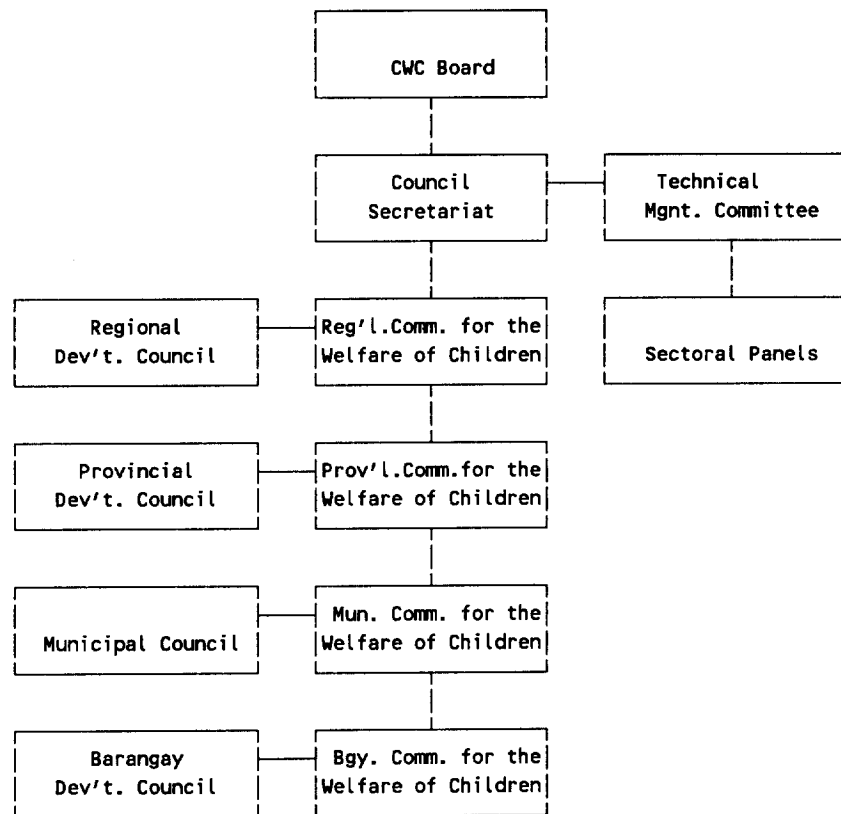 CWC Board
Council
Secretariat
Technical
Mgnt. Committee
Regional
Dev't. Council
Reg'l.Comm. for the
Welfare of Children
Sectoral Panels
Provincial
Dev't. Council
Prov'l.Comm.for the
Welfare of Children
Municipal Council
Mun. Comm. for the
Welfare of Children
Barangay
Dev't. Council
Bgy. Comm. for the
Welfare of Children